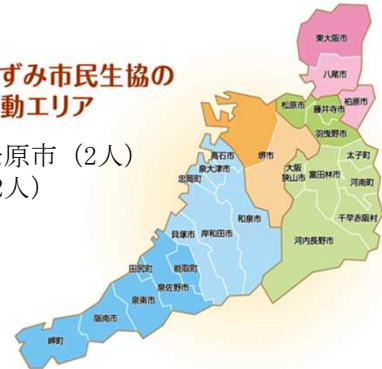 ずみ市民生協の
動エリア
原市（2人）
2人）
東大阪市
八尾市
柏原市
松原市
藤井寺市
羽曳野市
太子町
河南町
富田林市
大阪
狭山市
千早赤阪村
河内長野市
堺市
高石市
泉大津市
忠岡町
和泉市
岸和田市
貝塚市
熊取町
田尻町
泉佐野市
泉南市
阪南市
岬町